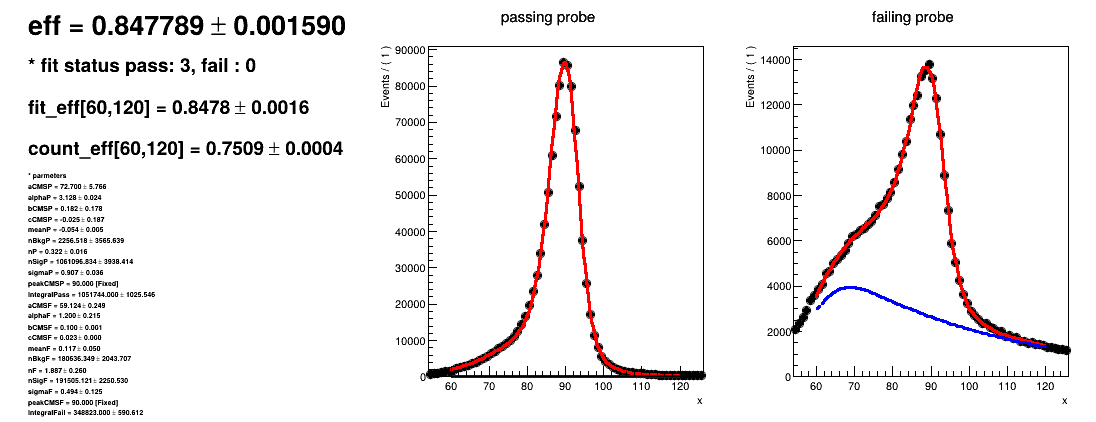 eff = 0.847789 ± 0.001590
* fit status pass: 3, fail : 0
fit_eff[60,120] = 0.8478 ± 0.0016
count_eff[60,120] = 0.7509 ± 0.0004
* parmeters
aCMSP = 72.700 ± 5.766
alphaP = 3.128 ± 0.024
bCMSP = 0.182 ± 0.178
cCMSP = -0.025 ± 0.187
meanP = -0.054 ± 0.005
nBkgP = 2256.518 ± 3565.639
nP = 0.322 ± 0.016
nSigP = 1061096.834 ± 3938.414
sigmaP = 0.907 ± 0.036
peakCMSP = 90.000 [Fixed]
integralPass = 1051744.000 ± 1025.546
aCMSF = 59.124 ± 0.249
alphaF = 1.200 ± 0.215
bCMSF = 0.100 ± 0.001
cCMSF = 0.023 ± 0.000
meanF = 0.117 ± 0.050
nBkgF = 180636.349 ± 2043.707
nF = 1.887 ± 0.260
nSigF = 191505.121 ± 2250.530
sigmaF = 0.494 ± 0.125
peakCMSF = 90.000 [Fixed]
integralFail = 348823.000 ± 590.612
passing probe
Events / ( 1 )
90000
80000
70000
60000
50000
40000
30000
20000
10000
0
60 70 80 90 100 110 120
x
failing probe
Events / ( 1 )
14000
12000
10000
8000
6000
4000
2000
0
60 70 80 90 100 110 120
x